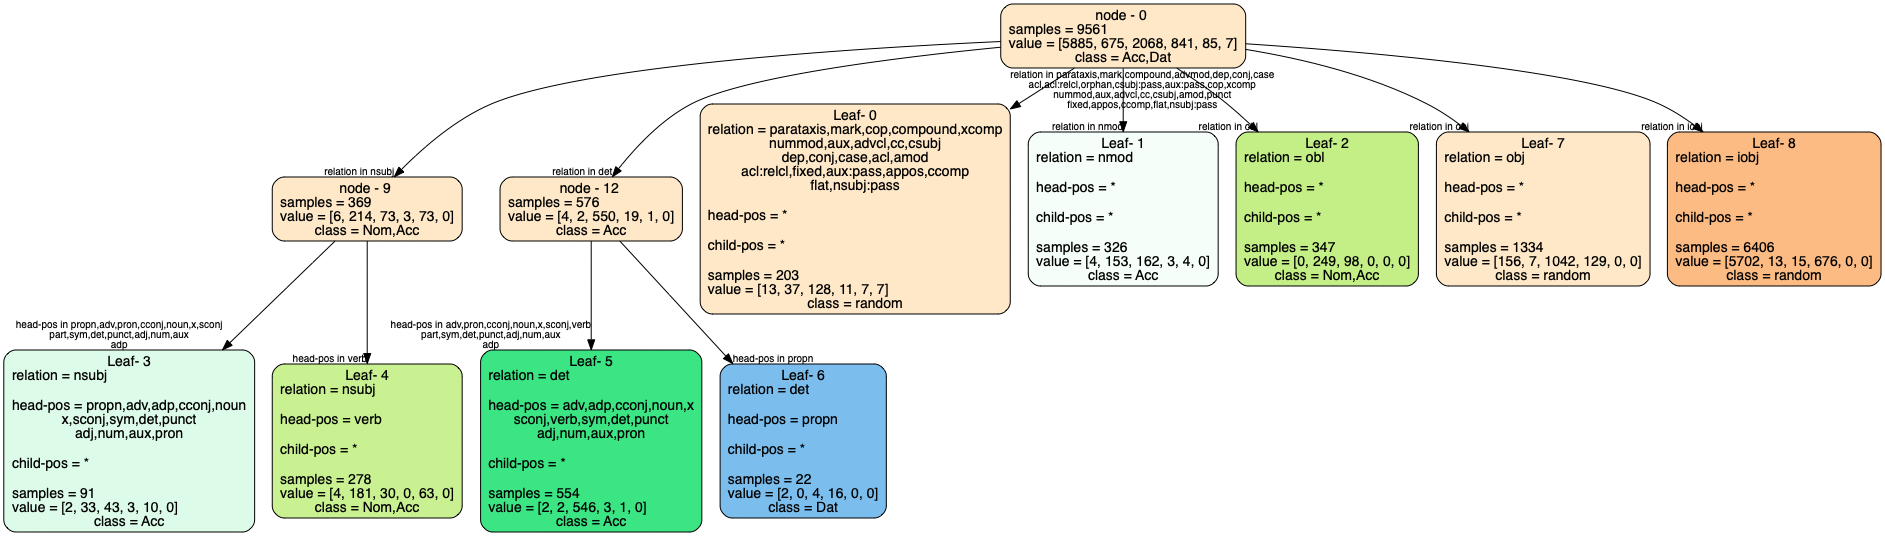 node - 0
samples = 9561
value = [5885, 675, 2068, 841, 85, 7]
class = Acc,Dat
relation in parataxis,mark,compound,advmod,dep,conj,case
acl,acl:relcl,orphan,csubj:pass,aux:pass,cop,xcomp
nummod,aux,advcl,cc,csubj,amod,punct
fixed,appos,ccomp,flat,nsubj:pass
relation in nsubj
relation in det
relation in nmod
relation in obl
relation in obj
relation in iobj
node - 9
samples = 369
value = [6, 214, 73, 3, 73, 0]
class = Nom,Acc
node - 12
samples = 576
value = [4, 2, 550, 19, 1, 0]
class = Acc
Leaf- 0
relation = parataxis,mark,cop,compound,xcomp
nummod,aux,advcl,cc,csubj
dep,conj,case,acl,amod
acl:relcl,fixed,aux:pass,appos,ccomp
flat,nsubj:pass
head-pos = *
child-pos = *
samples = 203
value = [13, 37, 128, 11, 7, 7]
class = random
Leaf- 1
relation = nmod
head-pos = *
child-pos = *
samples = 326
value = [4, 153, 162, 3, 4, 0]
class = Acc
Leaf- 2
relation = obl
head-pos = *
child-pos = *
samples = 347
value = [0, 249, 98, 0, 0, 0]
class = Nom,Acc
Leaf- 7
relation = obj
head-pos = *
child-pos = *
samples = 1334
value = [156, 7, 1042, 129, 0, 0]
class = random
Leaf- 8
relation = iobj
head-pos = *
child-pos = *
samples = 6406
value = [5702, 13, 15, 676, 0, 0]
class = random
head-pos in propn,adv,pron,cconj,noun,x,sconj
part,sym,det,punct,adj,num,aux
adp
head-pos in verb
head-pos in adv,pron,cconj,noun,x,sconj,verb
part,sym,det,punct,adj,num,aux
adp
head-pos in propn
Leaf- 3
relation = nsubj
head-pos = propn,adv,adp,cconj,noun
x,sconj,sym,det,punct
adj,num,aux,pron
child-pos = *
samples = 91
value = [2, 33, 43, 3, 10, 0]
class = Acc
Leaf- 4
relation = nsubj
head-pos = verb
child-pos = *
samples = 278
value = [4, 181, 30, 0, 63, 0]
class = Nom,Acc
Leaf- 5
relation = det
head-pos = adv,adp,cconj,noun,x
sconj,verb,sym,det,punct
adj,num,aux,pron
child-pos = *
samples = 554
value = [2, 2, 546, 3, 1, 0]
class = Acc
Leaf- 6
relation = det
head-pos = propn
child-pos = *
samples = 22
value = [2, 0, 4, 16, 0, 0]
class = Dat